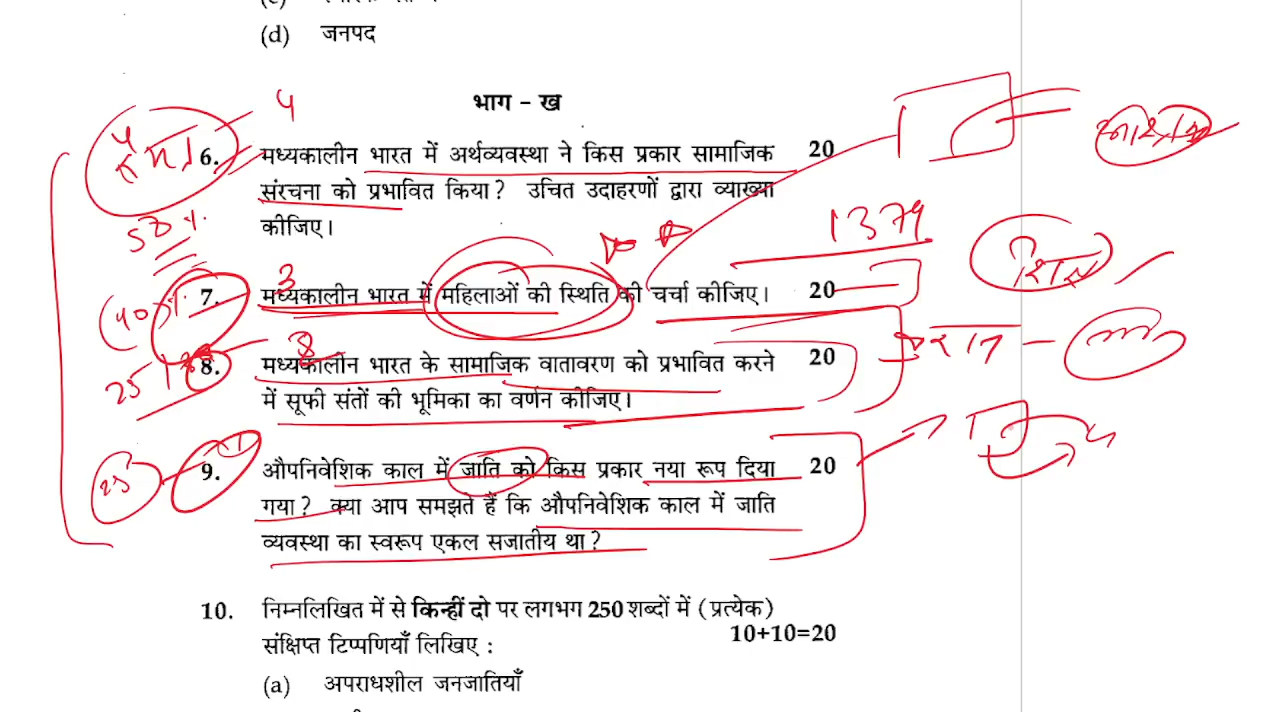 (d) जनपद
भाग – ख
6. मध्यकालीन भारत में अर्थव्यवस्था ने किस प्रकार सामाजिक 20
संरचना को प्रभावित किया? उचित उदाहरणों द्वारा व्याख्या
कीजिए।
1379
7. मध्यकालीन भारत में महिलाओं की स्थिति की चर्चा कीजिए। 20
8. मध्यकालीन भारत के सामाजिक वातावरण को प्रभावित करने 20
में सूफी संतों की भूमिका का वर्णन कीजिए।
9. औपनिवेशिक काल में जाति को किस प्रकार नया रूप दिया 20
गया? क्या आप समझते हैं कि औपनिवेशिक काल में जाति
व्यवस्था का स्वरूप एकल सजातीय था?
10. निम्नलिखित में से किन्हीं दो पर लगभग 250 शब्दों में (प्रत्येक)
10+10=20
संक्षिप्त टिप्पणियाँ लिखिए :
(a) अपराधशील जनजातियाँ